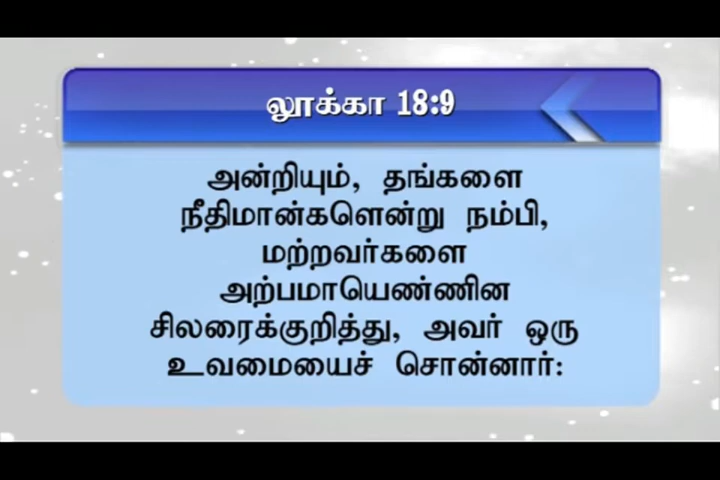 லூக்கா 18:9
அன்றியும், தங்களை
நீதிமான்களென்று நம்பி,
மற்றவர்களை
அற்பமாயெண்ணின
சிலரைக்குறித்து, அவர் ஒரு
உவமையைச் சொன்னார்: